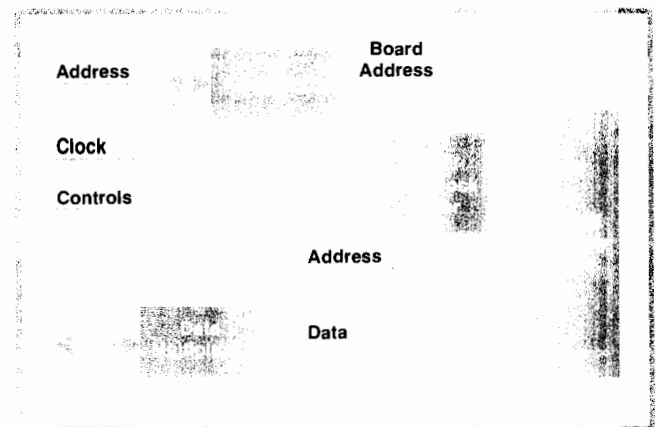 Board
Address
Address
Clock
Controls
Address
Data